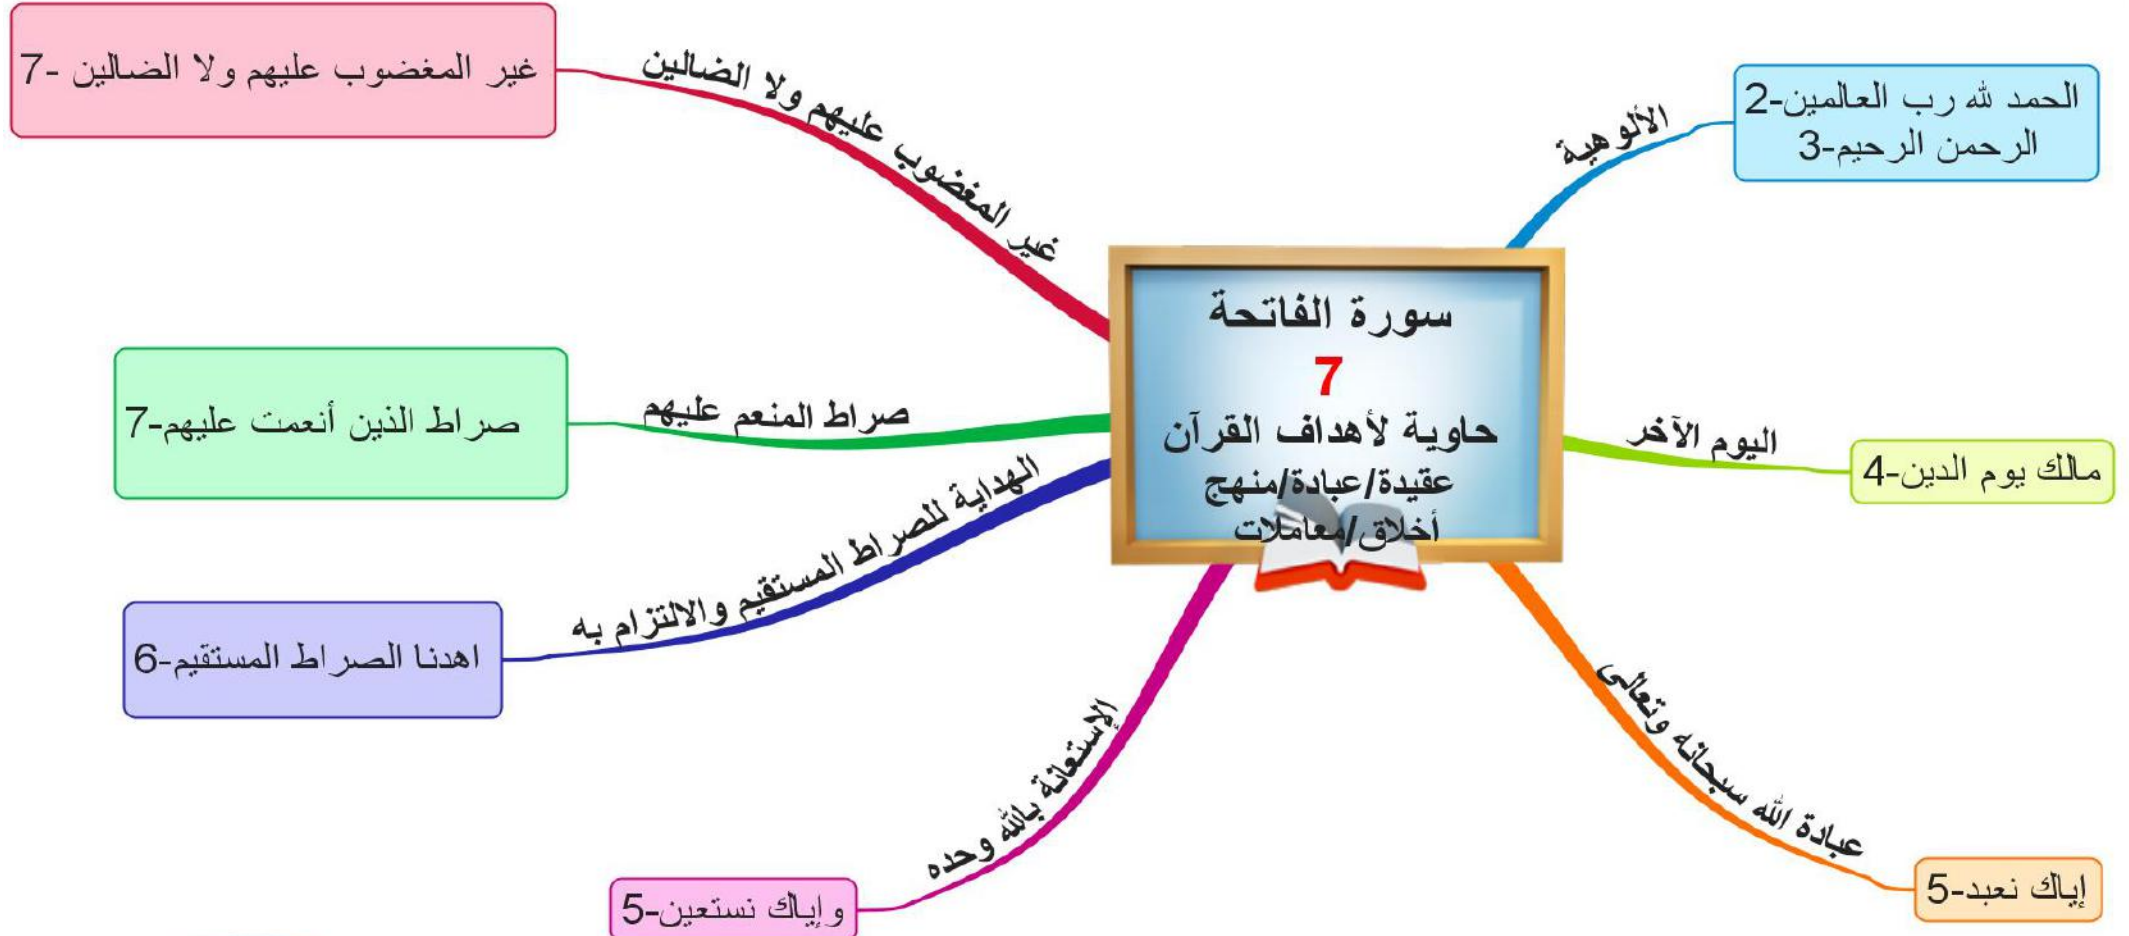 سورة الفاتحة
7
حاوية لأهداف القرآن
عقيدة/عبادة/منهج
أخلاق/معاملات
الألوهية
الحمد لله رب العالمين-2
الرحمن الرحيم-3
اليوم الآخر
مالك يوم الدين-4
عبادة الله سبحانه وتعالى
إياك نعبد-5
الإستعانة بالله وحده
وإياك نستعين-5
الهداية للصراط المستقيم والالتزام به
اهدنا الصراط المستقيم-6
صراط المنعم عليهم
صراط الذين أنعمت عليهم-7
غير المغضوب عليهم ولا الضالين
غير المغضوب عليهم ولا الضالين -7